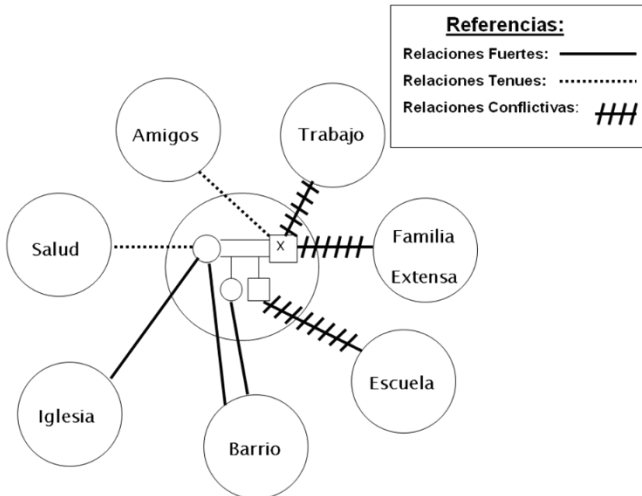 Referencias:
Relaciones Fuertes:
Relaciones Tenues:
Relaciones Conflictivas:
Amigos
Trabajo
Salud
X
Familia
Extensa
Escuela
Iglesia
Barrio